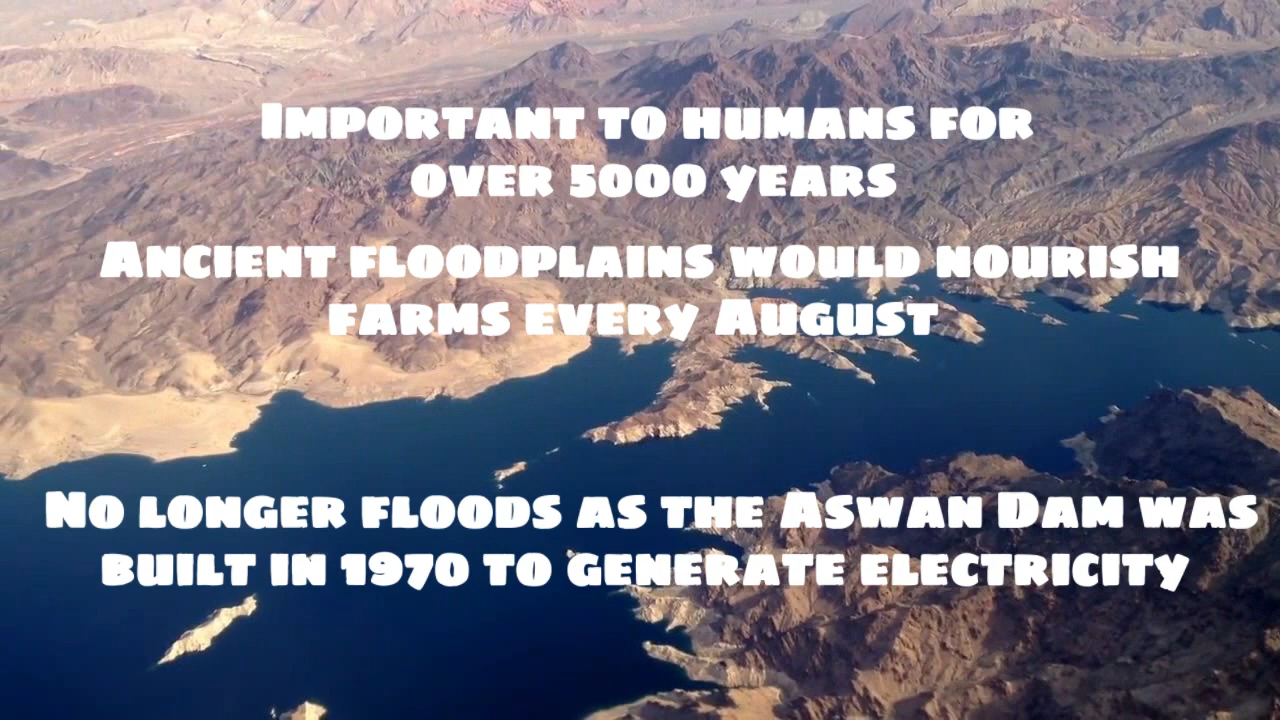 Important to humans for
over 5000 years
Ancient floodplains would nourish
farms every August
No longer floods as the Aswan Dam was
built in 1970 to generate electricity